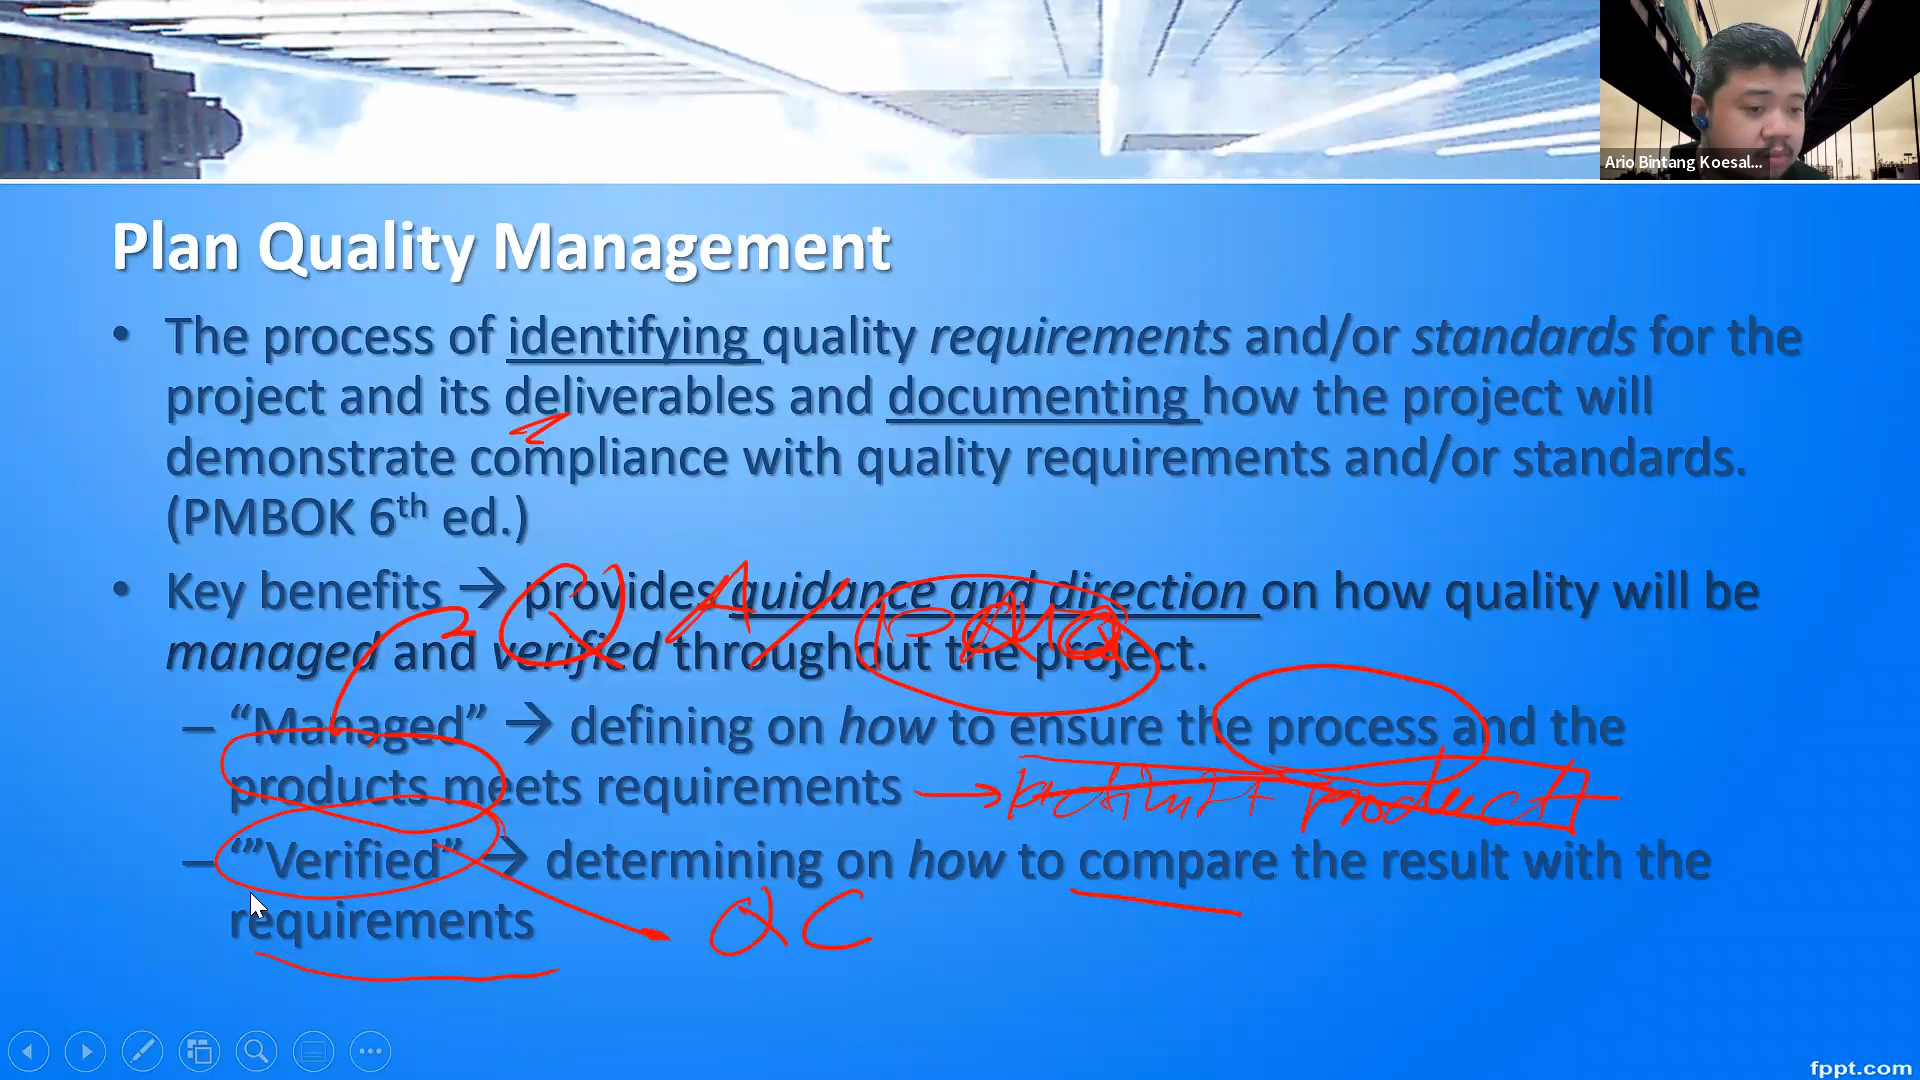 Ario Bintang Koesal...
Plan Quality Management
• The process of identifying quality requirements and/or standards for the
project and its deliverables and documenting how the project will
demonstrate compliance with quality requirements and/or standards.
(PMBOK 6th ed.)
• Key benefits → provides guidance and direction on how quality will be
managed and verified throughout the project.
QA/
– “Managed” → defining on how to ensure the process and the
products meets requirements
product
– “”Verified” → determining on how to compare the result with the
requirements
QC
fppt.com